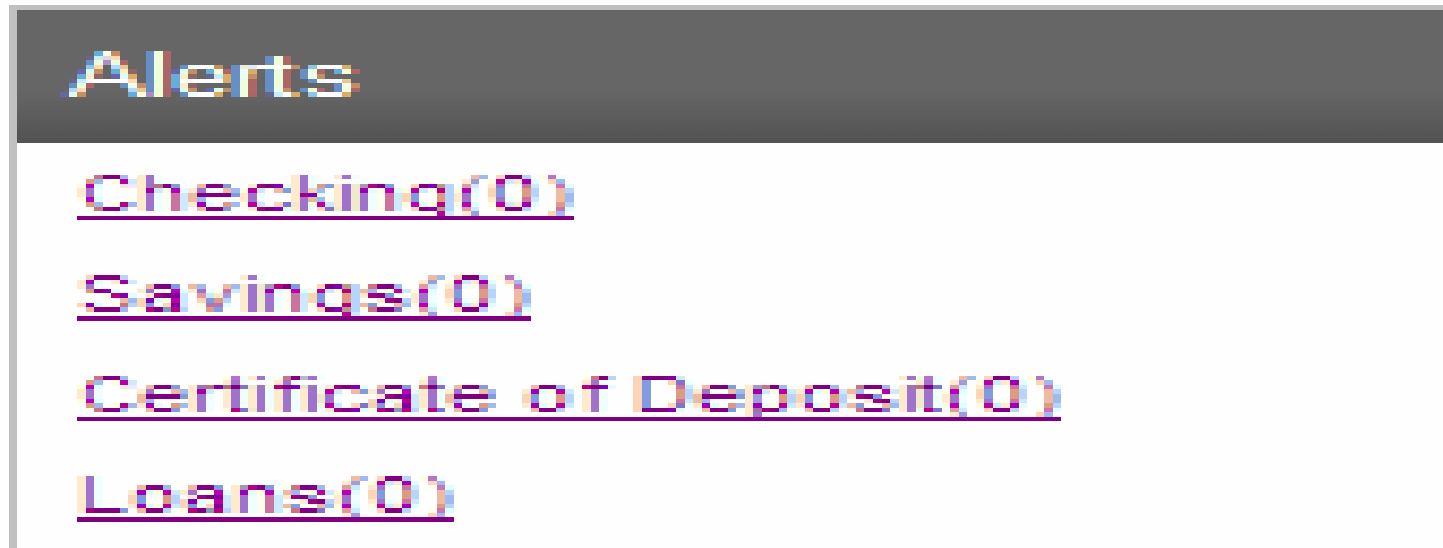 Alerts
Checking(0)
Savings(0)
Certificate of Deposit(0)
Loans(0)